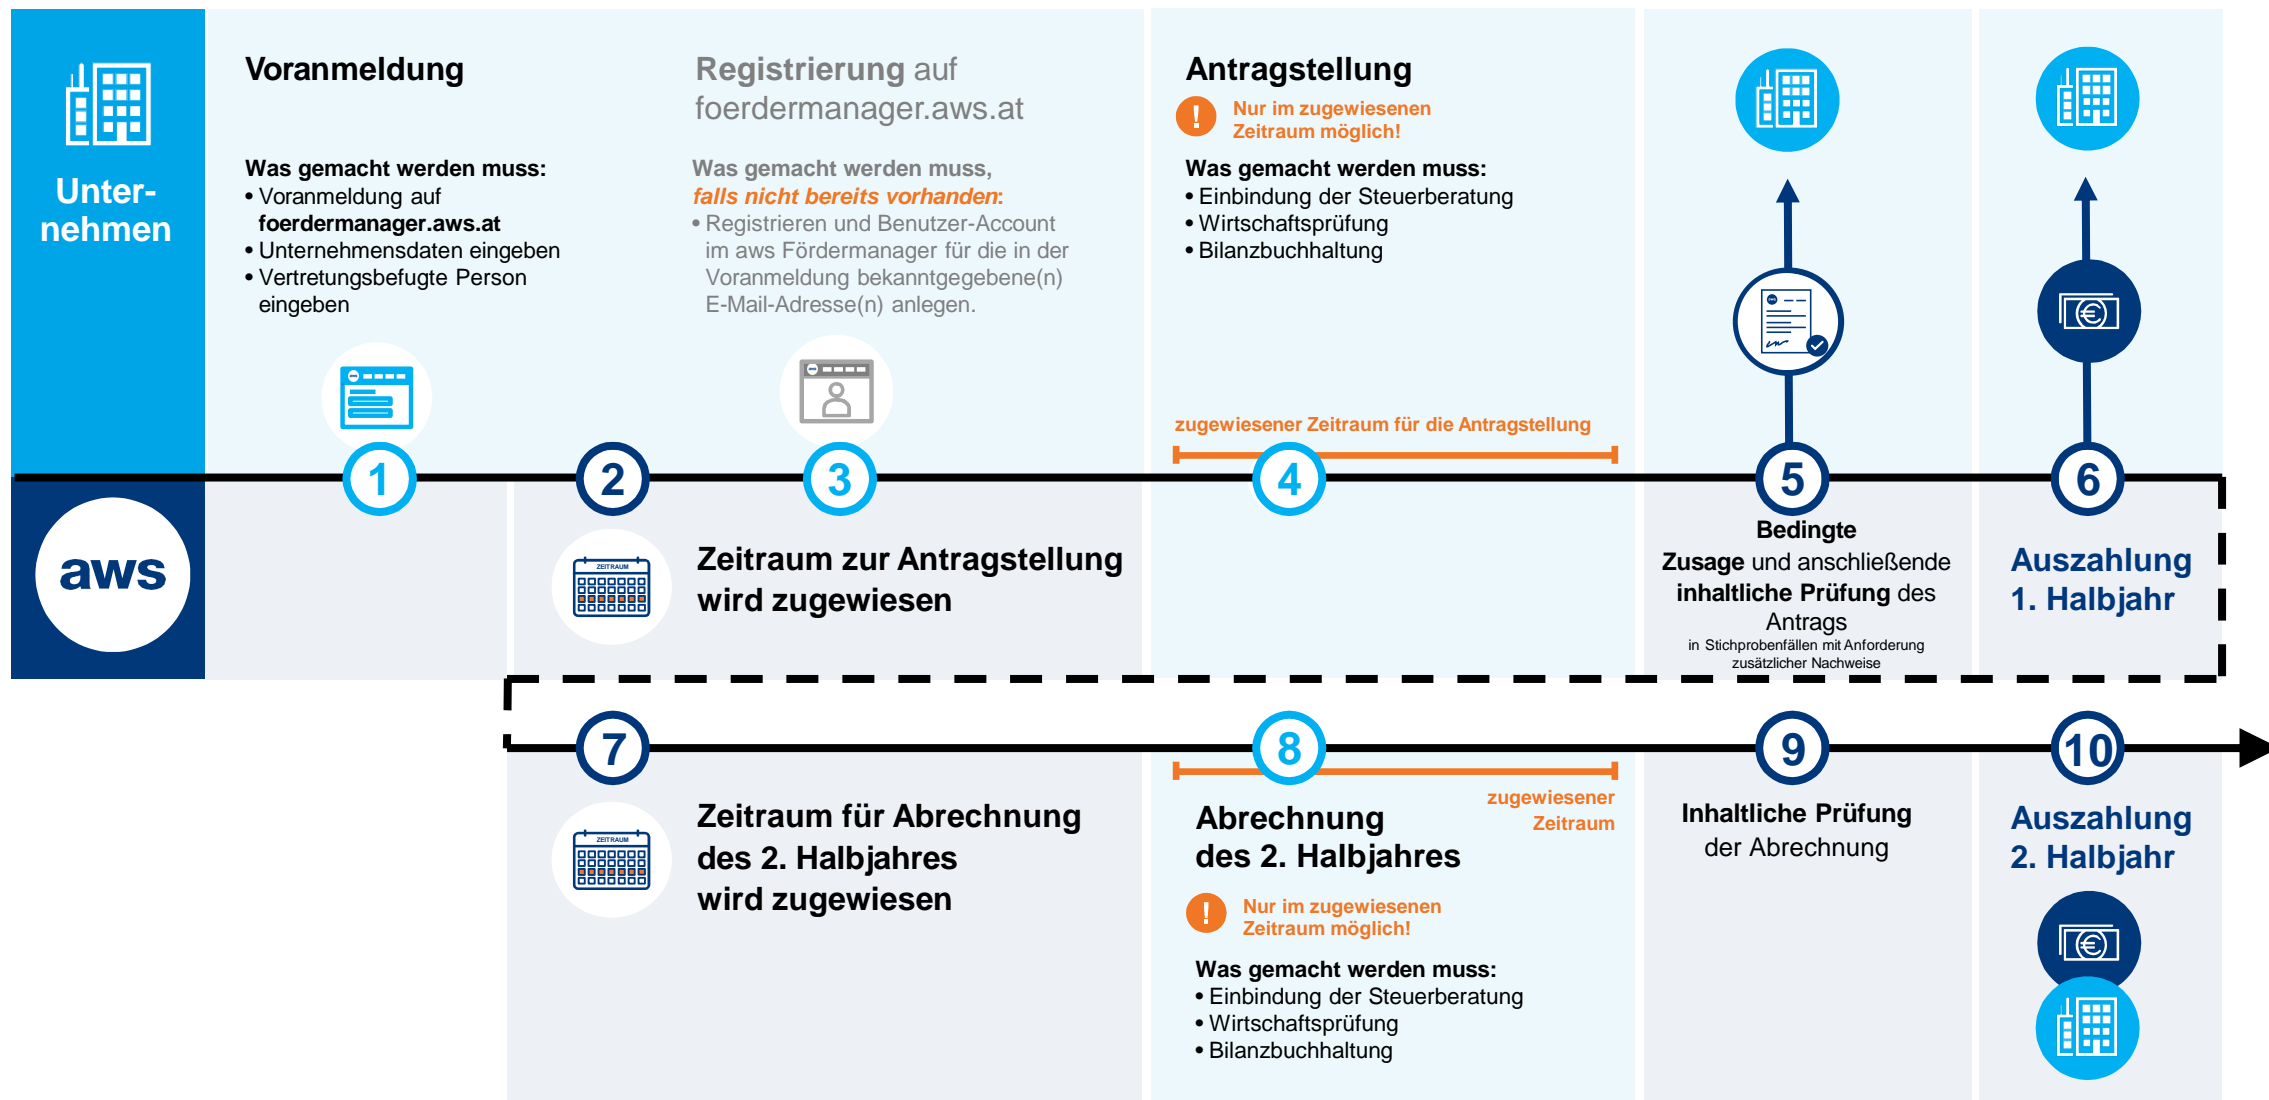 Unter-
nehmen
Voranmeldung
Was gemacht werden muss:
• Voranmeldung auf
foerdermanager.aws.at
• Unternehmensdaten eingeben
• Vertretungsbefugte Person
eingeben
Registrierung auf
foerdermanager.aws.at
Was gemacht werden muss,
falls nicht bereits vorhanden:
• Registrieren und Benutzer-Account
im aws Fördermanager für die in der
Voranmeldung bekanntgegebene(n)
E-Mail-Adresse(n) anlegen.
Antragstellung
!
Nur im zugewiesenen
Zeitraum möglich!
Was gemacht werden muss:
• Einbindung der Steuerberatung
• Wirtschaftsprüfung
• Bilanzbuchhaltung
zugewiesener Zeitraum für die Antragstellung
1
2
3
4
5
6
aws
ZEITRAUM
Zeitraum zur Antragstellung
wird zugewiesen
Bedingte
Zusage und anschließende
inhaltliche Prüfung des
Antrags
in Stichprobenfällen mit Anforderung
zusätzlicher Nachweise
Auszahlung
1. Halbjahr
7
8
9
10
ZEITRAUM
Zeitraum für Abrechnung
des 2. Halbjahres
wird zugewiesen
zugewiesener
Zeitraum
Abrechnung
des 2. Halbjahres
!
Nur im zugewiesenen
Zeitraum möglich!
Was gemacht werden muss:
• Einbindung der Steuerberatung
• Wirtschaftsprüfung
• Bilanzbuchhaltung
Inhaltliche Prüfung
der Abrechnung
Auszahlung
2. Halbjahr